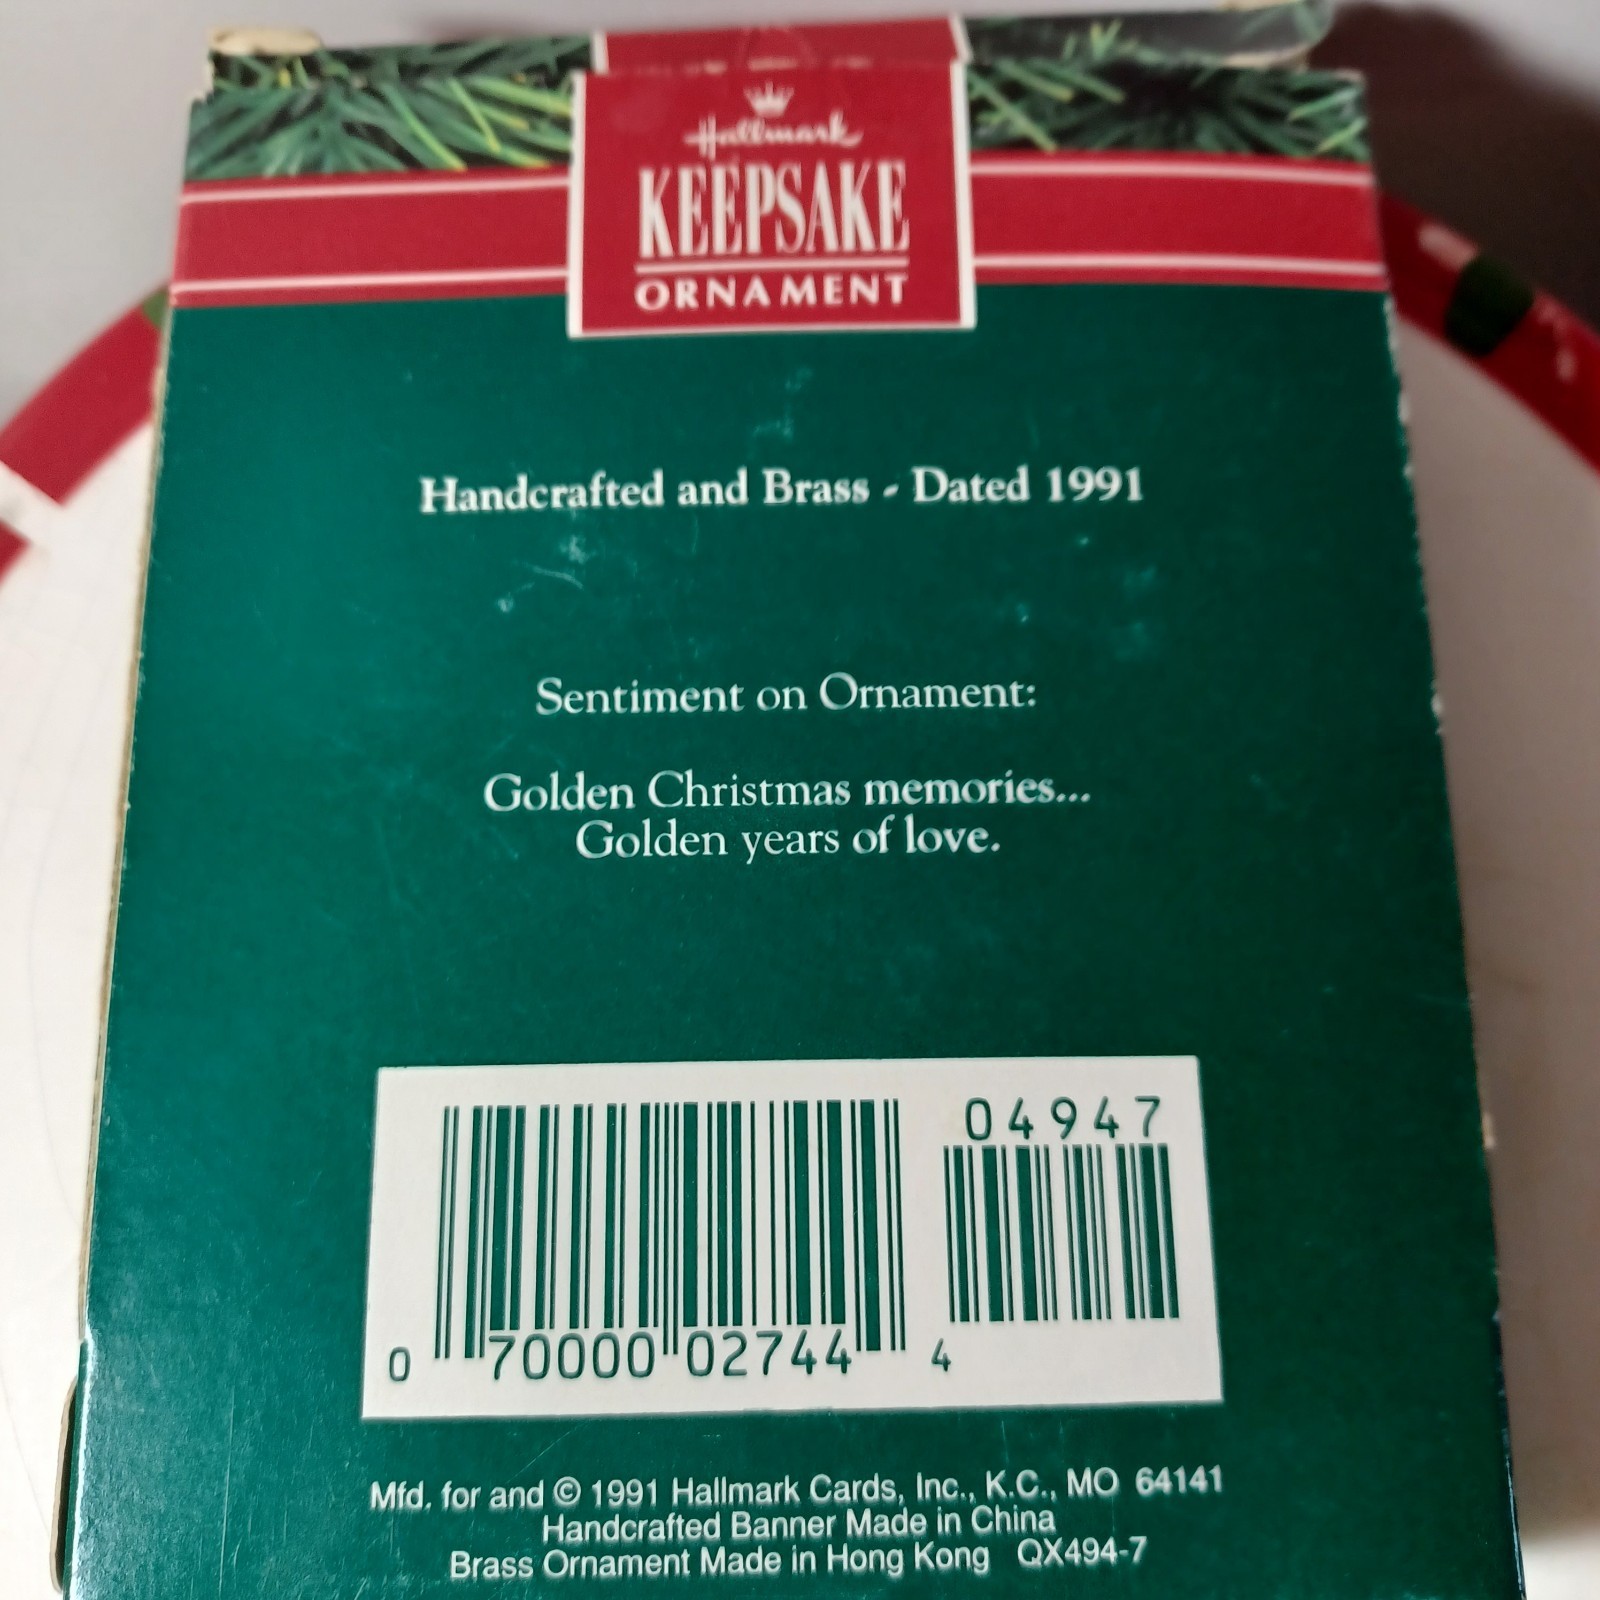 Hallmark
KEEPSAKE
ORNAMENT
Handcrafted and Brass - Dated 1991
Sentiment on Ornament:
Golden Christmas memories...
Golden years of love.
04947
0 70000 02744 4
Mfd. for and © 1991 Hallmark Cards, Inc., K.C., MO 64141
Handcrafted Banner Made in China
Brass Ornament Made in Hong Kong QX494-7